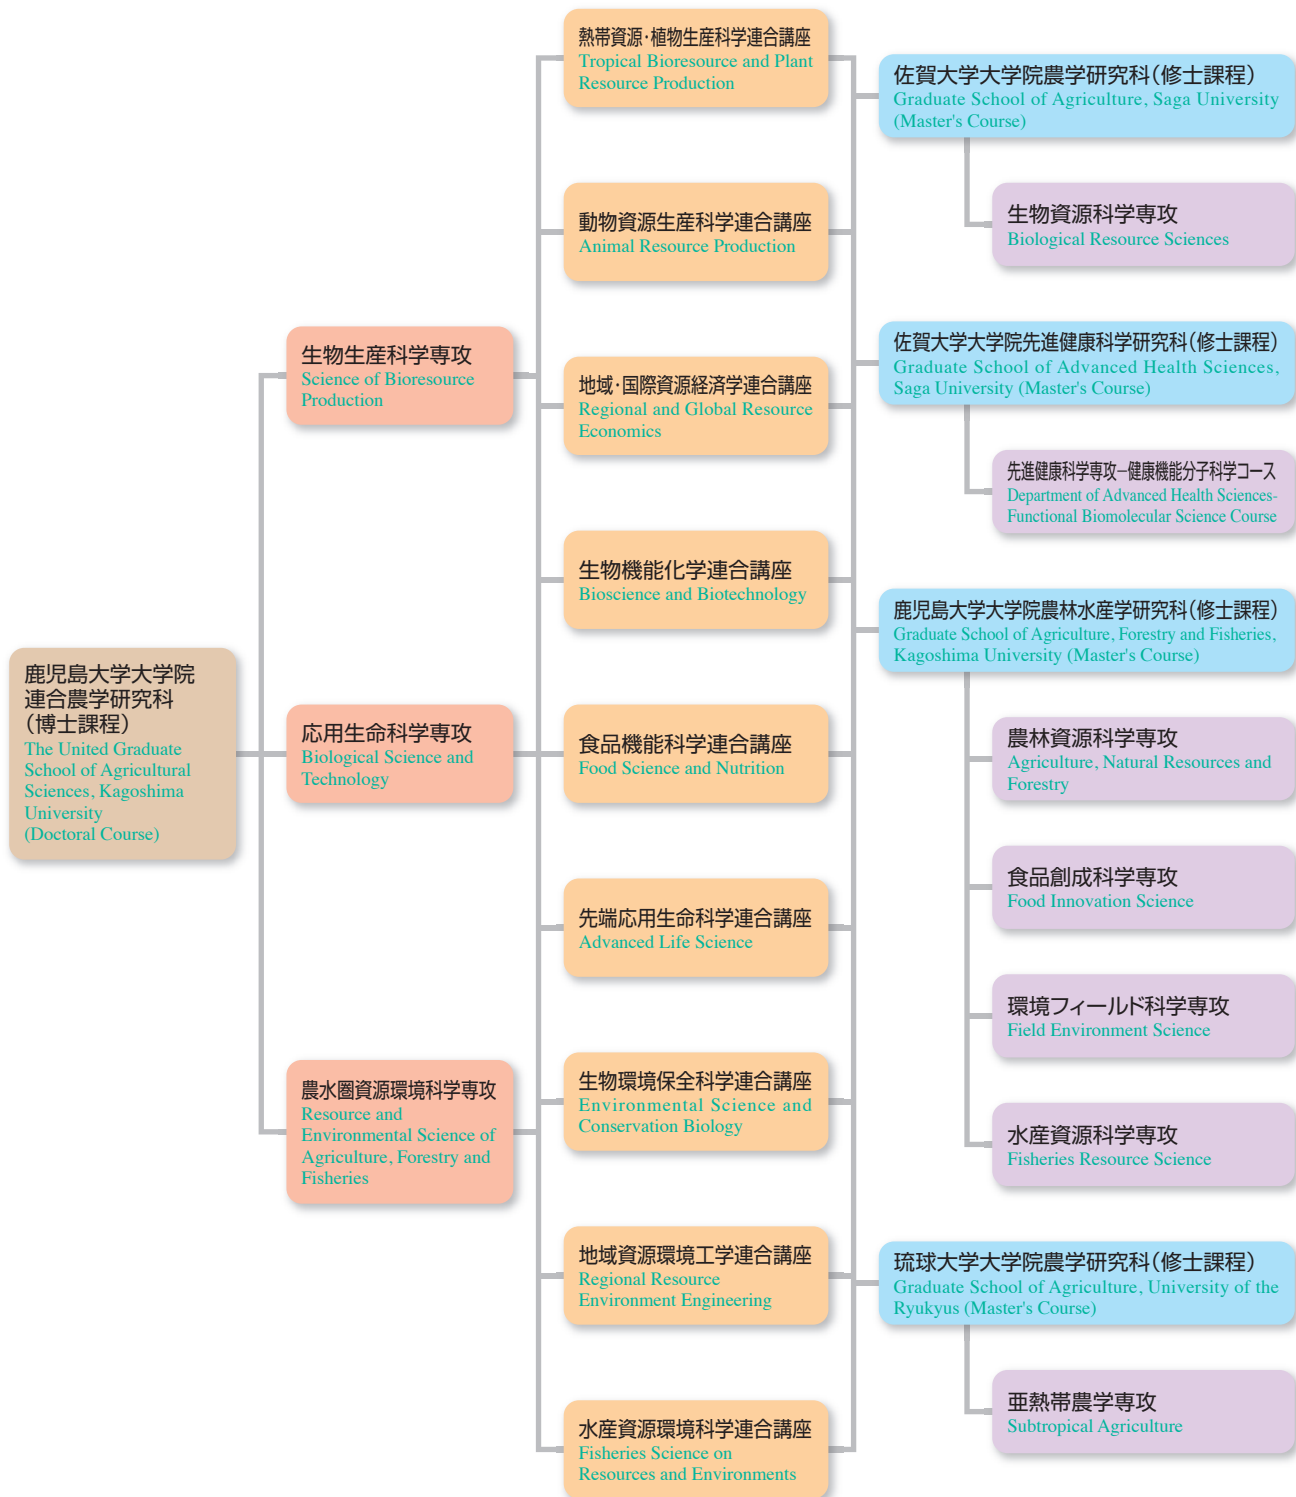 鹿児島大学大学院
連合農学研究科
（博士課程）
The United Graduate
School of Agricultural
Sciences, Kagoshima
University
(Doctoral Course)
生物生産科学専攻
Science of Bioresource
Production
応用生命科学専攻
Biological Science and
Technology
農水圏資源環境科学専攻
Resource and
Environmental Science of
Agriculture, Forestry and
Fisheries
熱帯資源・植物生産科学連合講座
Tropical Bioresource and Plant
Resource Production
動物資源生産科学連合講座
Animal Resource Production
地域・国際資源経済学連合講座
Regional and Global Resource
Economics
生物機能化学連合講座
Bioscience and Biotechnology
食品機能科学連合講座
Food Science and Nutrition
先端応用生命科学連合講座
Advanced Life Science
生物環境保全科学連合講座
Environmental Science and
Conservation Biology
地域資源環境工学連合講座
Regional Resource
Environment Engineering
水産資源環境科学連合講座
Fisheries Science on
Resources and Environments
佐賀大学大学院農学研究科（修士課程）
Graduate School of Agriculture, Saga University
(Master's Course)
生物資源科学専攻
Biological Resource Sciences
佐賀大学大学院先進健康科学研究科（修士課程）
Graduate School of Advanced Health Sciences,
Saga University (Master's Course)
先進健康科学専攻−健康機能分子科学コース
Department of Advanced Health Sciences-
Functional Biomolecular Science Course
鹿児島大学大学院農林水産学研究科（修士課程）
Graduate School of Agriculture, Forestry and Fisheries,
Kagoshima University (Master's Course)
農林資源科学専攻
Agriculture, Natural Resources and
Forestry
食品創成科学専攻
Food Innovation Science
環境フィールド科学専攻
Field Environment Science
水産資源科学専攻
Fisheries Resource Science
琉球大学大学院農学研究科（修士課程）
Graduate School of Agriculture, University of the
Ryukyus (Master's Course)
亜熱帯農学専攻
Subtropical Agriculture